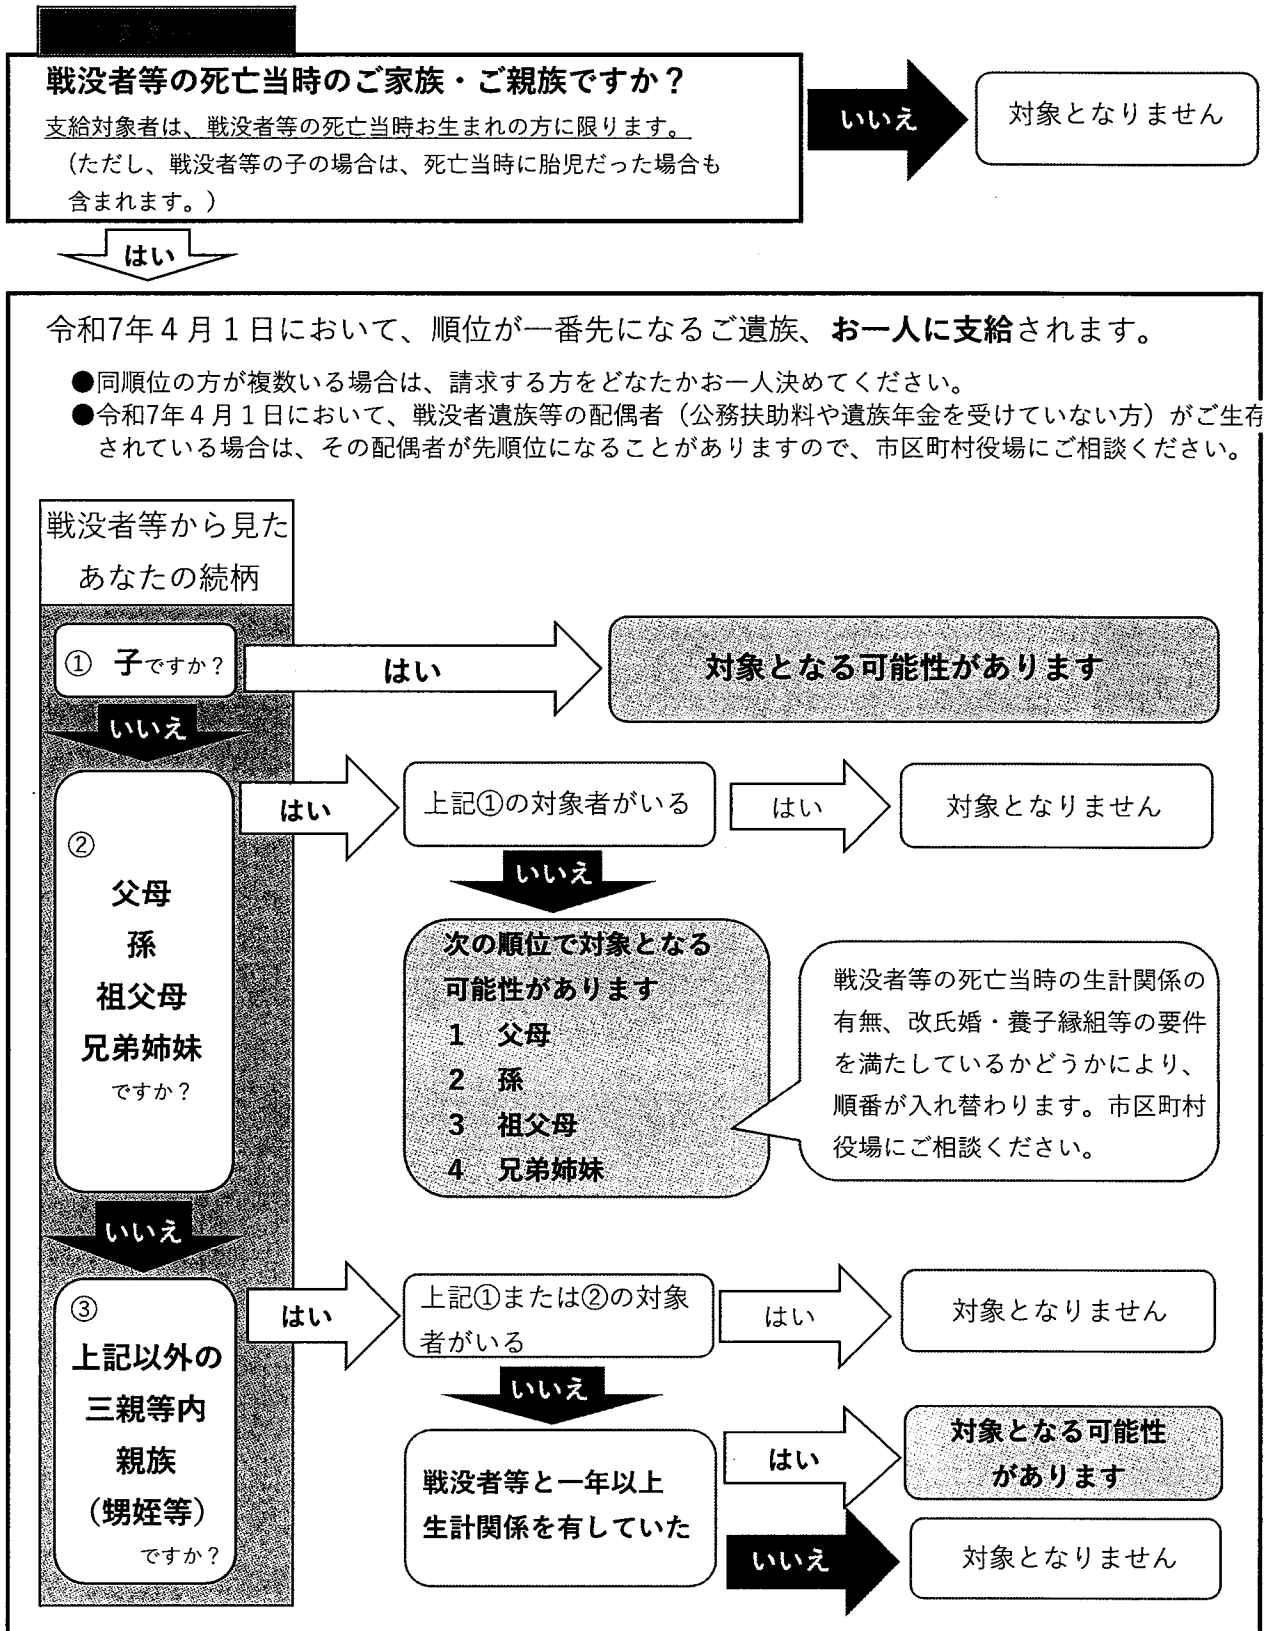 戦没者等の死亡当時のご家族・ご親族ですか？
支給対象者は、戦没者等の死亡当時お生まれの方に限ります。
（ただし、戦没者等の子の場合は、死亡当時に胎児だった場合も
含まれます。）
いいえ
対象となりません
はい
令和7年４月１日において、順位が一番先になるご遺族、お一人に支給されます。
●同順位の方が複数いる場合は、請求する方をどなたかお一人決めてください。
●令和7年４月１日において、戦没者遺族等の配偶者（公務扶助料や遺族年金を受けていない方）がご生存
されている場合は、その配偶者が先順位になることがありますので、市区町村役場にご相談ください。
戦没者等から見た
あなたの続柄
① 子ですか？
はい
対象となる可能性があります
いいえ
②
父母
孫
祖父母
兄弟姉妹
ですか？
はい
上記①の対象者がいる
はい
対象となりません
いいえ
次の順位で対象となる
可能性があります
1 父母
2 孫
3 祖父母
4 兄弟姉妹
戦没者等の死亡当時の生計関係の
有無、改氏婚・養子縁組等の要件
を満たしているかどうかにより、
順番が入れ替わります。市区町村
役場にご相談ください。
いいえ
③
上記以外の
三親等内
親族
（甥姪等）
ですか？
はい
上記①または②の対象
者がいる
はい
対象となりません
いいえ
戦没者等と一年以上
生計関係を有していた
はい
対象となる可能性
があります
いいえ
対象となりません